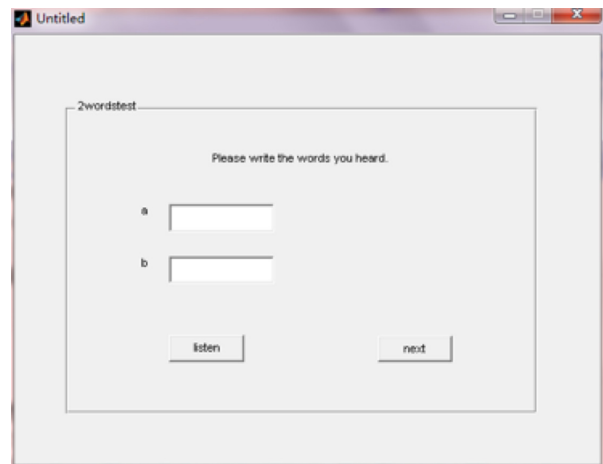 Untitled
2wordstest
Please write the words you heard.
a
b
listen
next